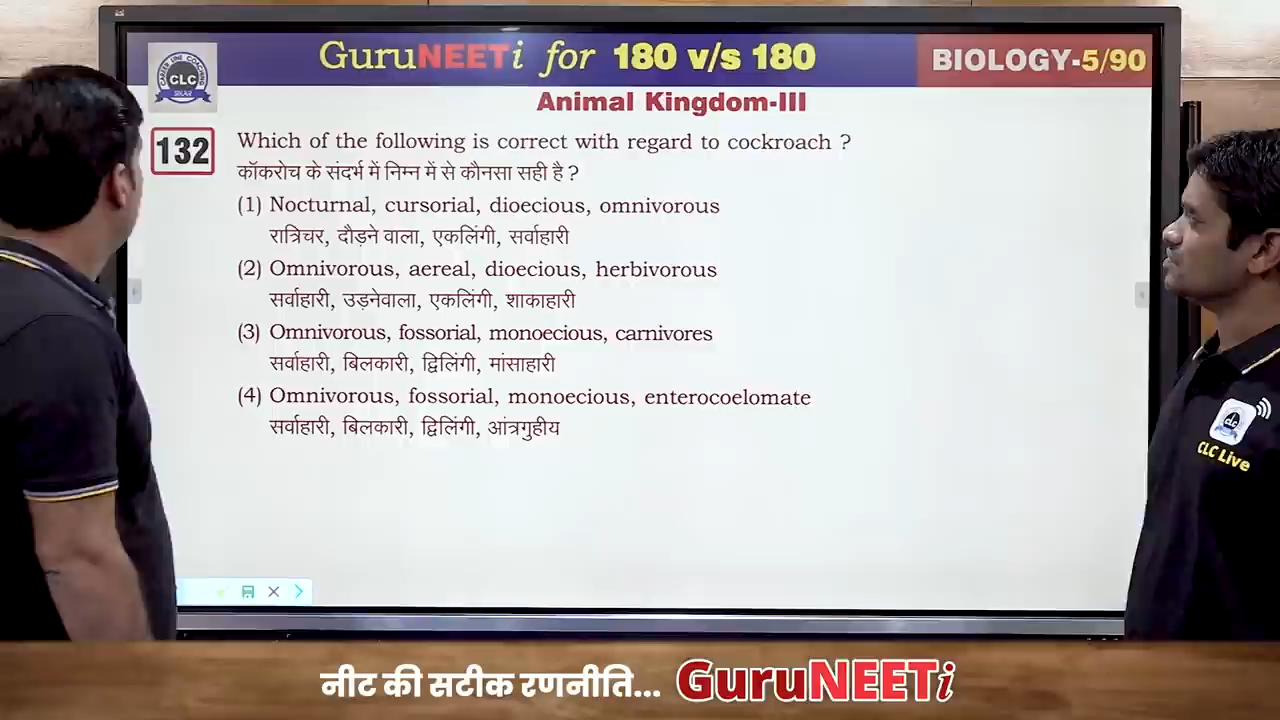 GuruNEETi for 180 v/s 180
BIOLOGY-5/90
CLC
SIKAR
Animal Kingdom-III
132
Which of the following is correct with regard to cockroach ?
कॉकरोच के संदर्भ में निम्न में से कौनसा सही है ?
(1) Nocturnal, cursorial, dioecious, omnivorous
रात्रिचर, दौड़ने वाला, एकलिंगी, सर्वाहारी
(2) Omnivorous, aereal, dioecious, herbivorous
सर्वाहारी, उड़नेवाला, एकलिंगी, शाकाहारी
(3) Omnivorous, fossorial, monoecious, carnivores
सर्वाहारी, बिलकारी, द्विलिंगी, मांसाहारी
(4) Omnivorous, fossorial, monoecious, enterocoelomate
सर्वाहारी, बिलकारी, द्विलिंगी, आंत्रगुहीय
CLC Live
नीट की सटीक रणनीति... GuruNEETi